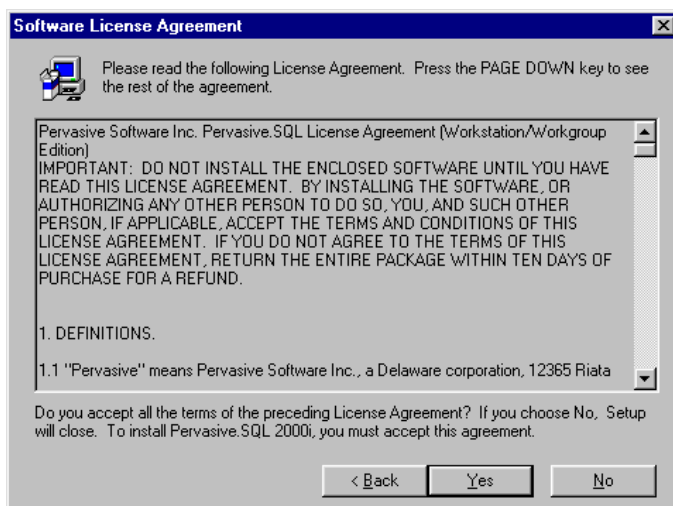 Software License Agreement
Please read the following License Agreement. Press the PAGE DOWN key to see
the rest of the agreement.
Pervasive Software Inc. Pervasive.SQL License Agreement (Workstation/Workgroup
Edition)
IMPORTANT: DO NOT INSTALL THE ENCLOSED SOFTWARE UNTIL YOU HAVE
READ THIS LICENSE AGREEMENT. BY INSTALLING THE SOFTWARE, OR
AUTHORIZING ANY OTHER PERSON TO DO SO, YOU, AND SUCH OTHER
PERSON, IF APPLICABLE, ACCEPT THE TERMS AND CONDITIONS OF THIS
LICENSE AGREEMENT. IF YOU DO NOT AGREE TO THE TERMS OF THIS
LICENSE AGREEMENT, RETURN THE ENTIRE PACKAGE WITHIN TEN DAYS OF
PURCHASE FOR A REFUND.
1. DEFINITIONS.
1.1 "Pervasive" means Pervasive Software Inc., a Delaware corporation, 12365 Riata
Do you accept all the terms of the preceding License Agreement? If you choose No, Setup
will close. To install Pervasive.SQL 2000i, you must accept this agreement.
< Back
Yes
No